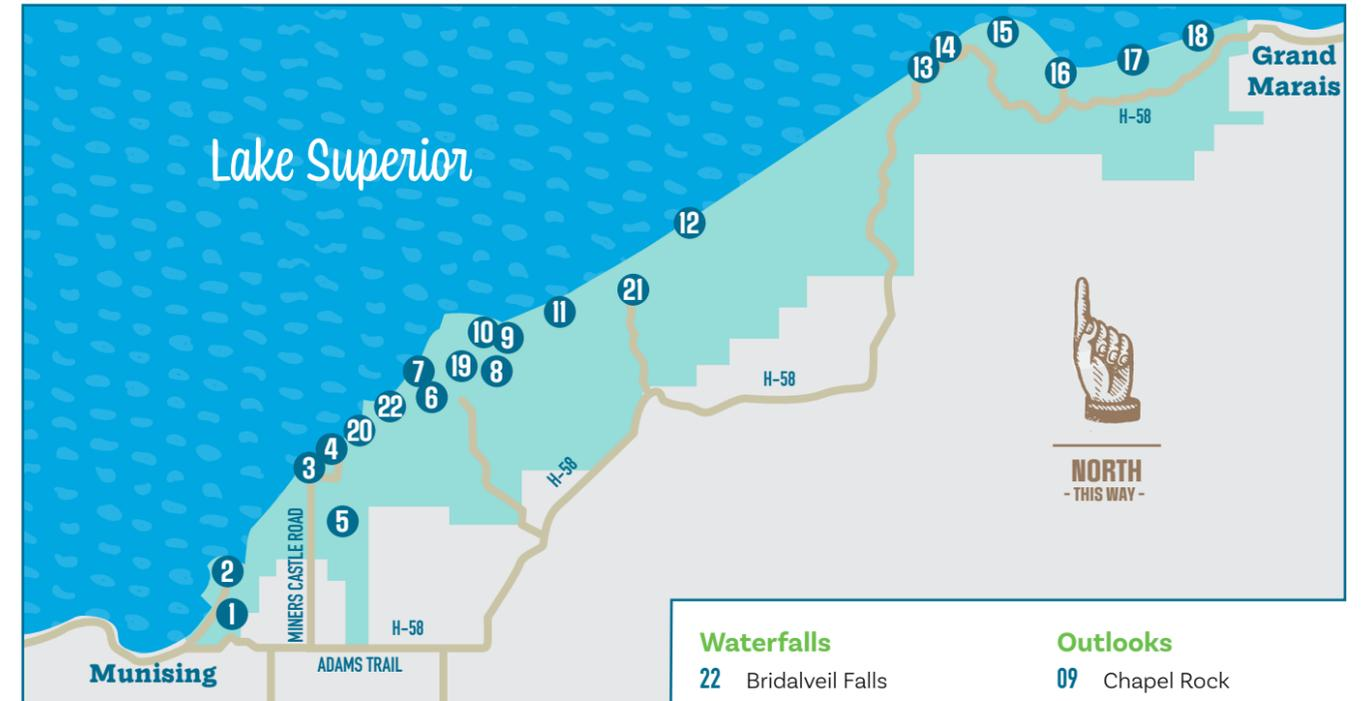 15
18
14
17
13
16
Grand
Marais
H-58
Lake Superior
12
21
11
10
9
19
8
7
6
H-58
22
20
4
3
H-58
NORTH
- THIS WAY -
5
MINERS CASTLE ROAD
2
1
H-58
Munising
ADAMS TRAIL
Waterfalls
22 Bridalveil Falls
Outlooks
09 Chapel Rock